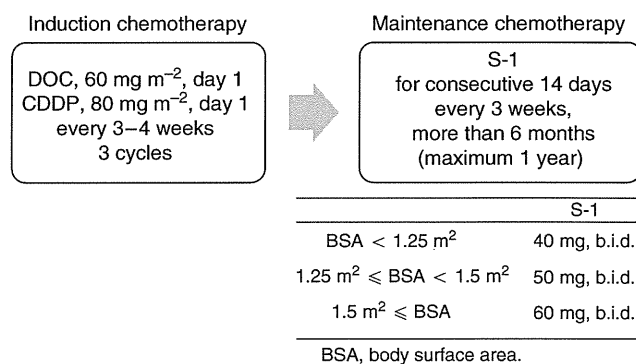 Induction chemotherapy
DOC, 60 mg m⁻², day 1
CDDP, 80 mg m⁻², day 1
every 3–4 weeks
3 cycles
Maintenance chemotherapy
S-1
for consecutive 14 days
every 3 weeks,
more than 6 months
(maximum 1 year)
S-1
BSA < 1.25 m² 40 mg, b.i.d.
1.25 m² ⩽ BSA < 1.5 m² 50 mg, b.i.d.
1.5 m² ⩽ BSA 60 mg, b.i.d.
BSA, body surface area.